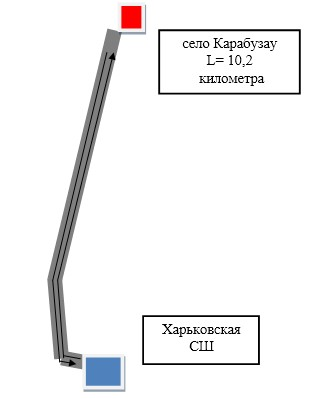 село Карабузау
L= 10,2
километра
Харьковская
СШ